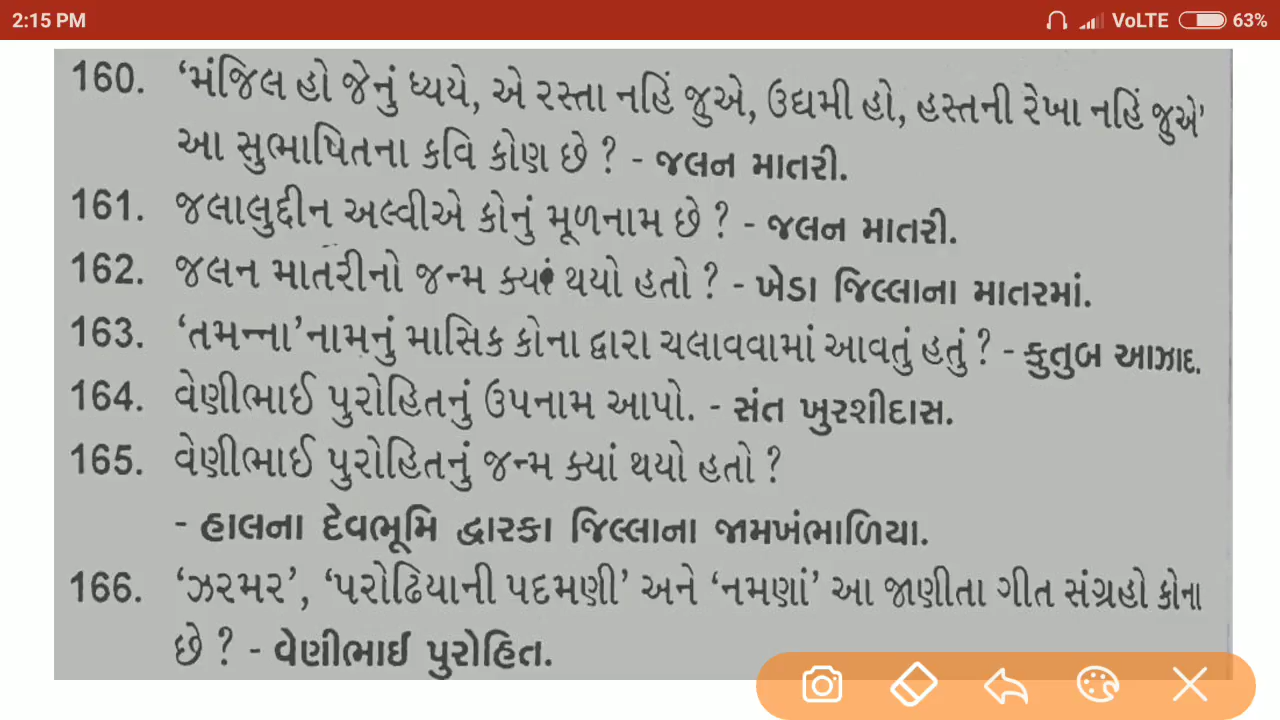 2:15 PM VoLTE 63%
160. ‘મંજિલ હો જેનું ધ્યયે, એ રસ્તા નહિં જુએ, ઉદ્યમી હો, હસ્તની રેખા નહિં જુએ’
આ સુભાષિતના કવિ કોણ છે ? - જલન માતરી.
161. જલાલુદ્દીન અલ્વીએ કોનું મૂળનામ છે ? - જલન માતરી.
162. જલન માતરીનો જન્મ ક્યાં થયો હતો ? - ખેડા જિલ્લાના માતરમાં.
163. ‘તમન્ના’ નામનું માસિક કોના દ્વારા ચલાવવામાં આવતું હતું ? - કુતુબ આઝાદ.
164. વેણીભાઈ પુરોહિતનું ઉપનામ આપો. - સંત ખુરશીદાસ.
165. વેણીભાઈ પુરોહિતનું જન્મ ક્યાં થયો હતો ?
- હાલના દેવભૂમિ દ્વારકા જિલ્લાના જામખંભાળિયા.
166. ‘ઝરમર’, ‘પરોઢિયાની પદમણી’ અને ‘નમણાં’ આ જાણીતા ગીત સંગ્રહો કોના
છે ? - વેણીભાઈ પુરોહિત.